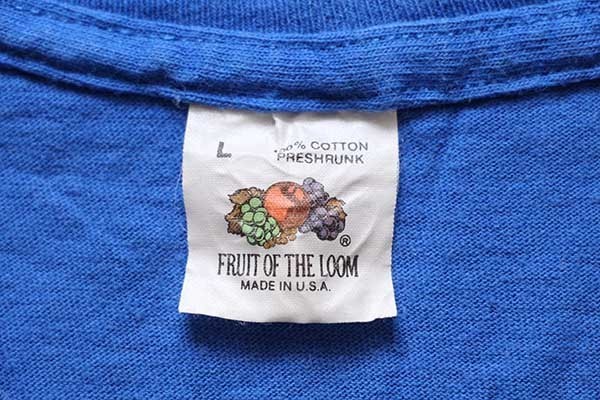 L
100% COTTON
PRESHRUNK
®
FRUIT OF THE LOOM
MADE IN U.S.A.